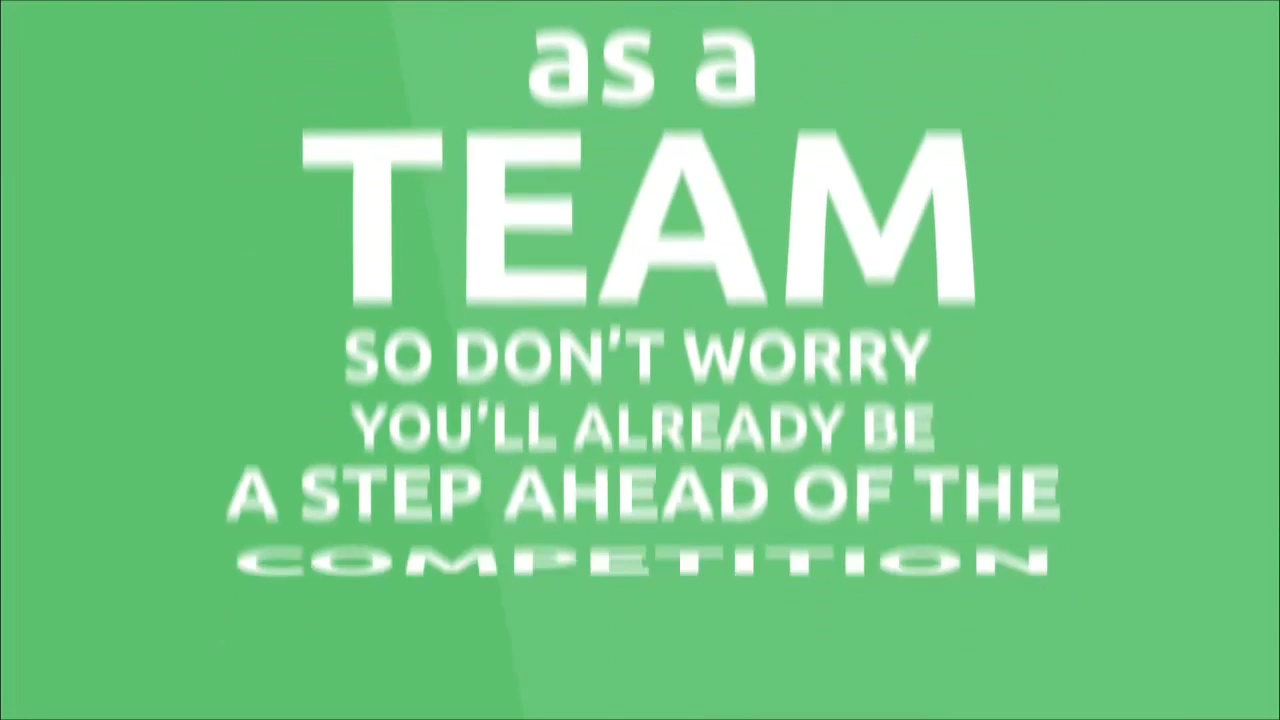 as a
TEAM
SO DON'T WORRY
YOU'LL ALREADY BE
A STEP AHEAD OF THE
COMPETITION